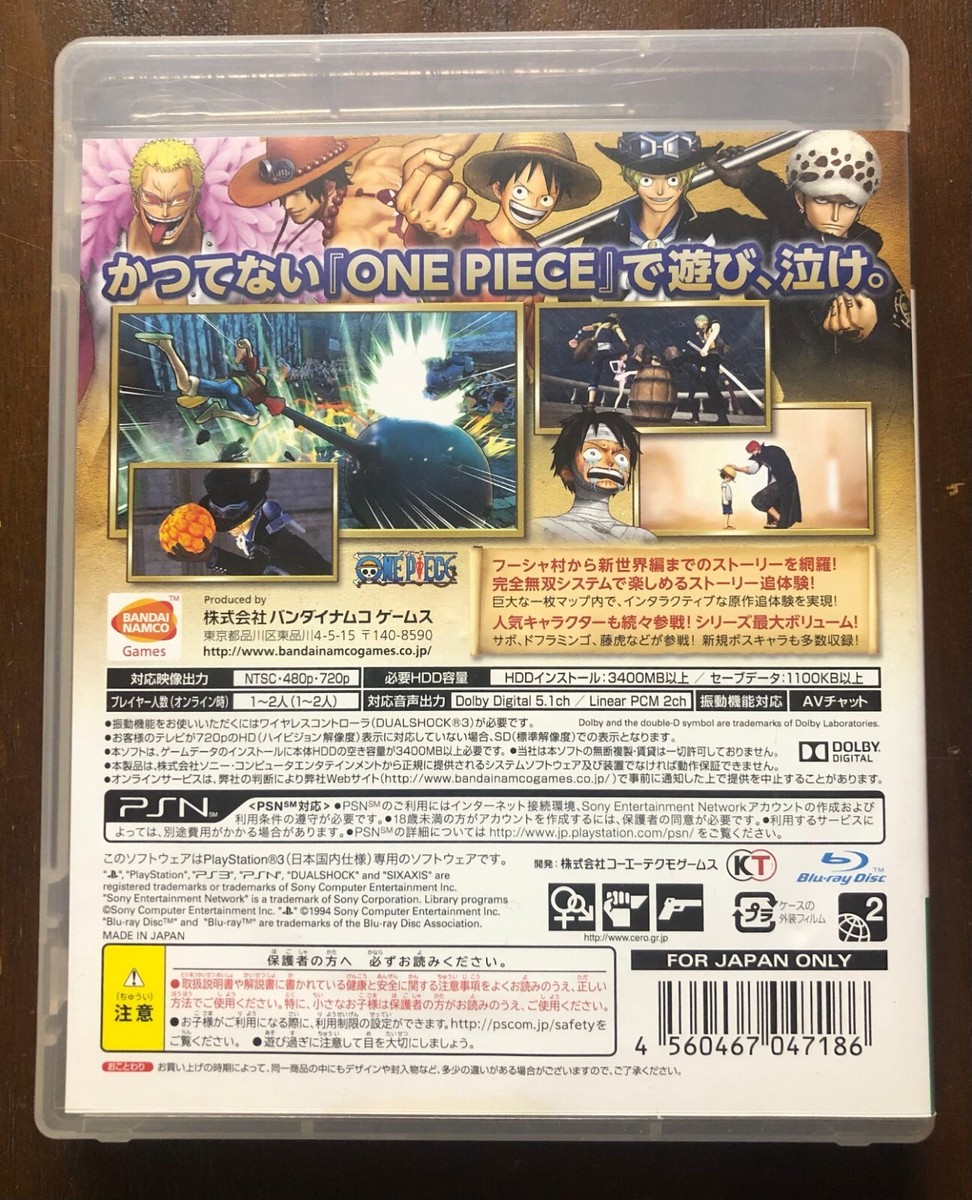 かつてない『ONE PIECE』で遊び、泣け。
ONE PIECE
フーシャ村から新世界編までのストーリーを網羅!
完全無双システムで楽しめるストーリー追体験!
巨大な一枚マップ内で、インタラクティブな原作追体験を実現!
人気キャラクターも続々参戦! シリーズ最大ボリューム!
サボ、ドフラミンゴ、藤虎などが参戦! 新規ボスキャラも多数収録!
BANDAI NAMCO Games TM
Produced by
株式会社 バンダイナムコ ゲームス
東京都品川区東品川4-5-15 〒140-8590
http://www.bandainamcogames.co.jp/
対応映像出力 NTSC・480p・720p 必要HDD容量 HDDインストール:3400MB以上 / セーブデータ:1100KB以上
プレイヤー人数(オンライン時) 1~2人(1~2人) 対応音声出力 Dolby Digital 5.1ch / Linear PCM 2ch 振動機能対応 AVチャット
●振動機能をお使いいただくにはワイヤレスコントローラ(DUALSHOCK®3)が必要です。 Dolby and the double-D symbol are trademarks of Dolby Laboratories.
●お客様のテレビが720pのHD(ハイビジョン解像度)表示に対応していない場合、SD(標準解像度)での表示となります。
●本ソフトは、ゲームデータのインストールに本体HDDの空き容量が3400MB以上必要です。●当社は本ソフトの無断複製・賃貸は一切許可しておりません。
●本製品は、株式会社ソニー・コンピュータエンタテインメントから正規に提供されるシステムソフトウェア及び装置でなければ動作保証できません。
●オンラインサービスは、弊社の判断により弊社Webサイト(http://www.bandainamcogames.co.jp/)で事前に通知した上で提供を中止することがあります。
DOLBY DIGITAL
PSN SM <PSN℠対応> ●PSN℠のご利用にはインターネット接続環境、Sony Entertainment Networkアカウントの作成および
利用条件の遵守が必要です。●18歳未満の方がアカウントを作成するには、保護者の同意が必要です。●利用するサービスに
よっては、別途費用がかかる場合があります。●PSN℠の詳細については http://www.jp.playstation.com/psn/ をご覧ください。
このソフトウェアはPlayStation®3(日本国内仕様)専用のソフトウェアです。
"PS", "PlayStation", "PS3", "PSN", "DUALSHOCK" and "SIXAXIS" are
registered trademarks or trademarks of Sony Computer Entertainment Inc.
"Sony Entertainment Network" is a trademark of Sony Corporation. Library programs
©Sony Computer Entertainment Inc. "PS" ©1994 Sony Computer Entertainment Inc.
"Blu-ray Disc™" and "Blu-ray™" are trademarks of the Blu-ray Disc Association.
MADE IN JAPAN
開発:株式会社コーエーテクモゲームス KT
Blu-ray Disc TM
http://www.cero.gr.jp
プラ ケースの
外装フィルム
2
FOR JAPAN ONLY
4 560467 047186
(ちゅうい)
注意
保護者の方へ 必ずお読みください。
●取扱説明書や解説書に書かれている健康と安全に関する注意事項をよくお読みのうえ、正しい
方法でご使用ください。特に、小さなお子様は保護者の方がお読みのうえ、ご使用ください。
●お子様がご利用になる際に、利用制限の設定ができます。http://pscom.jp/safetyを
ご覧ください。 ●遊び過ぎに注意して目を大切にしましょう。
おことわり お買い上げの時期によって、同一商品の中にもデザインや封入物など、多少の違いがある場合がございますので、ご了承ください。